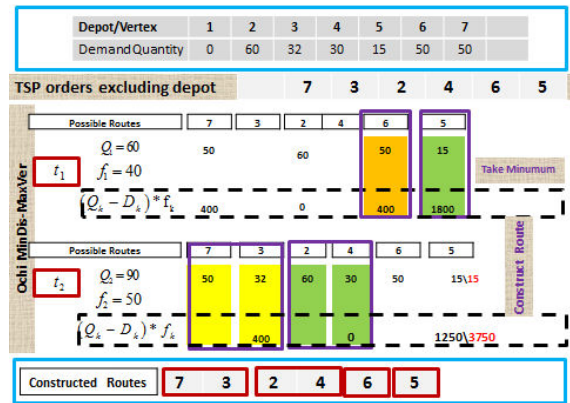 Depot/Vertex 1 2 3 4 5 6 7
Demand Quantity 0 60 32 30 15 50 50
TSP orders excluding depot 7 3 2 4 6 5
Ochi MinDis-MaxVer
Possible Routes 7 3 2 4 6 5
t₁ Q₁=60 50 60 50 15
f₁=40
Take Minumum
(Qₖ − Dₖ)* fₖ 400 0 400 1800
Construct Route
Possible Routes 7 3 2 4 6 5
t₂ Q₂=90 50 32 60 30 50 15\15
f₂=50
(Qₖ − Dₖ)* fₖ 400 0 1250\3750
Constructed Routes 7 3 2 4 6 5